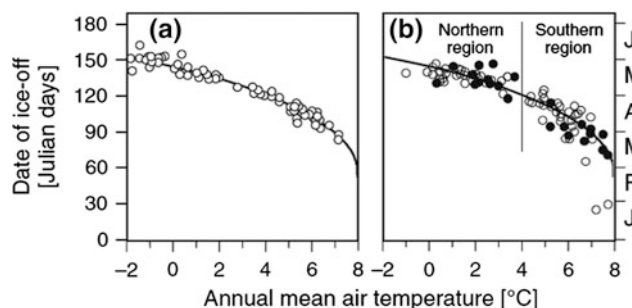 (a)
(b)
Northern region
Southern region
Date of ice-off
[Julian days]
180
150
120
90
60
30
0
J
M
A
M
F
J
−2 0 2 4 6 8
−2 0 2 4 6 8
Annual mean air temperature [°C]